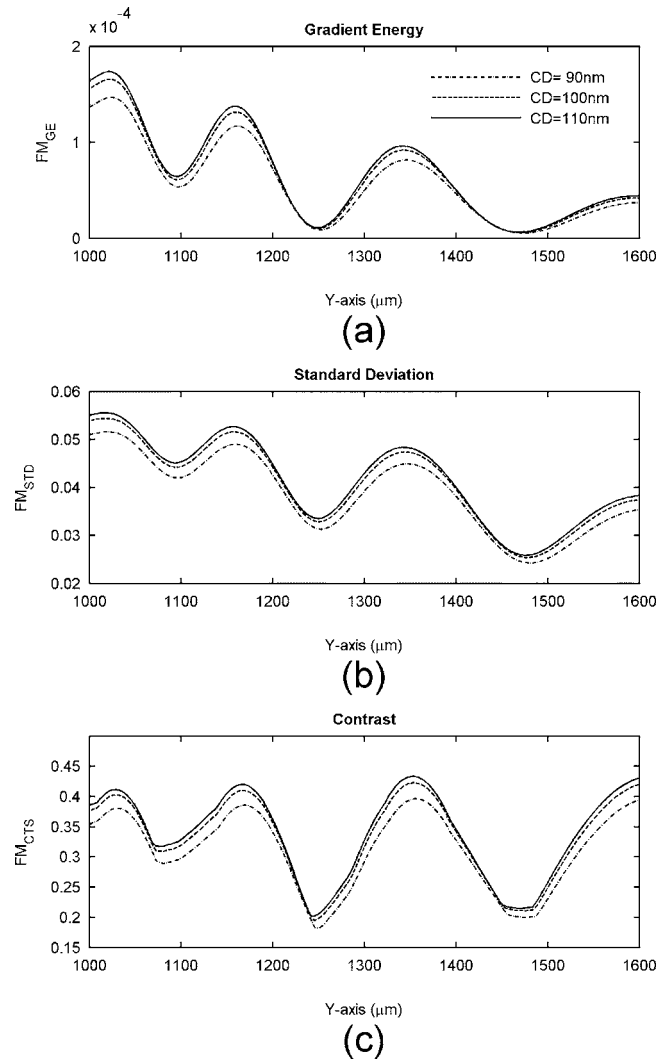 × 10⁻⁴
Gradient Energy
2
1
0
FM_GE
CD= 90nm
CD=100nm
CD=110nm
1000 1100 1200 1300 1400 1500 1600
Y-axis (μm)
(a)
Standard Deviation
0.06
0.05
0.04
0.03
0.02
FM_STD
1000 1100 1200 1300 1400 1500 1600
Y-axis (μm)
(b)
Contrast
0.45
0.4
0.35
0.3
0.25
0.2
0.15
FM_CTS
1000 1100 1200 1300 1400 1500 1600
Y-axis (μm)
(c)